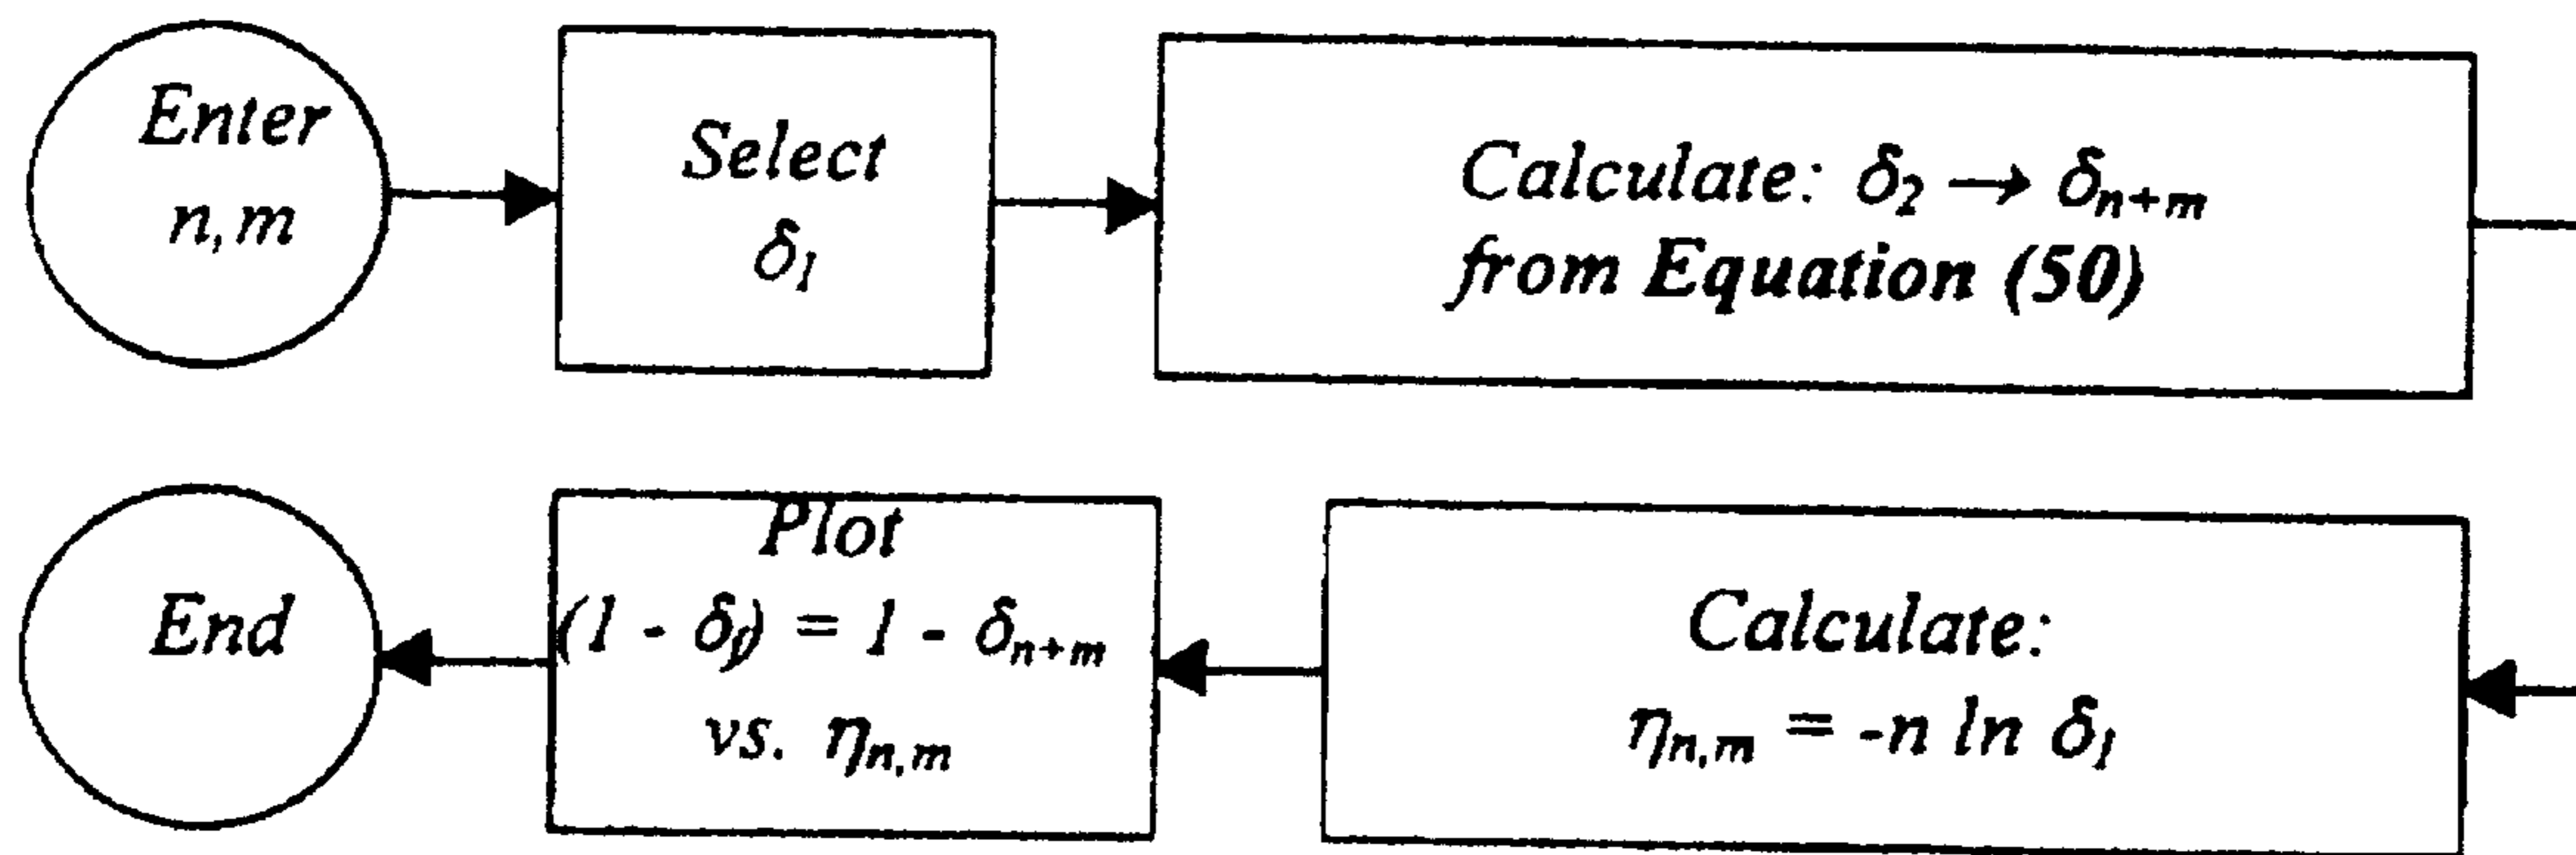 Enter
n,m
Select
δ₁
Calculate: δ₂ → δₙ₊ₘ
from Equation (50)
Plot
(1 - δf) = 1 - δₙ₊ₘ
vs. ηn,m
Calculate:
ηn,m = -n ln δ₁
End